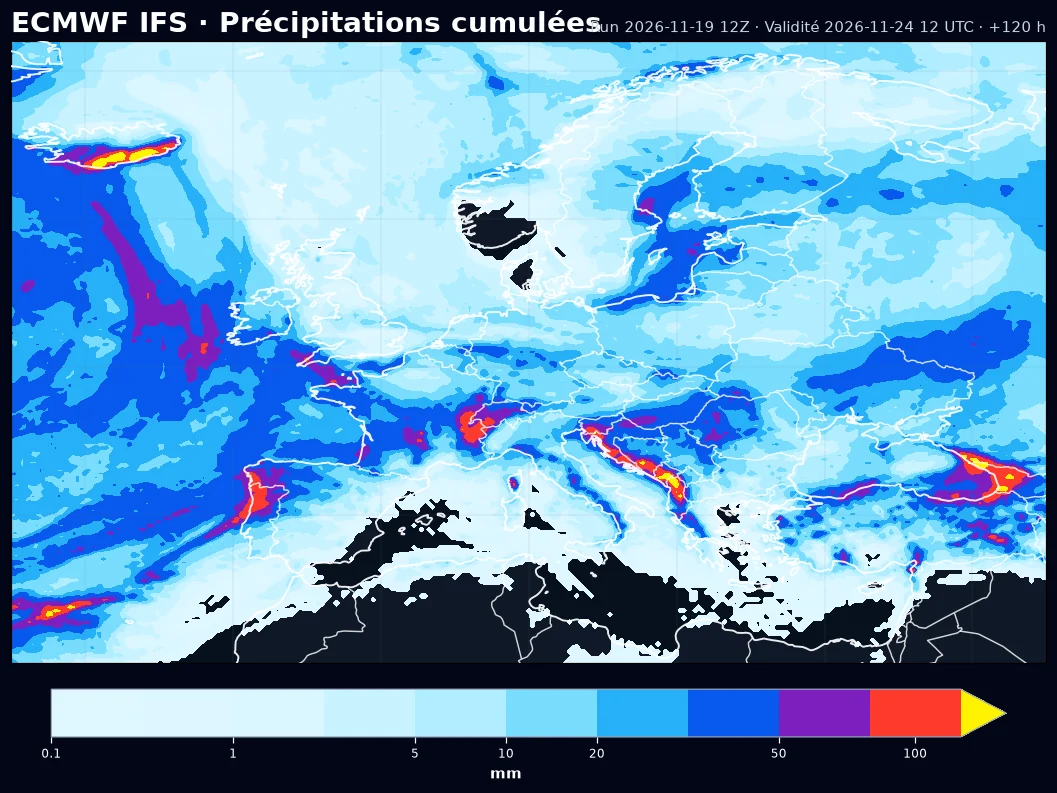 ECMWF IFS · Précipitations cumulées
Run 2026-11-19 12Z · Validité 2026-11-24 12 UTC · +120 h
0.1 1 5 10 20 50 100
mm